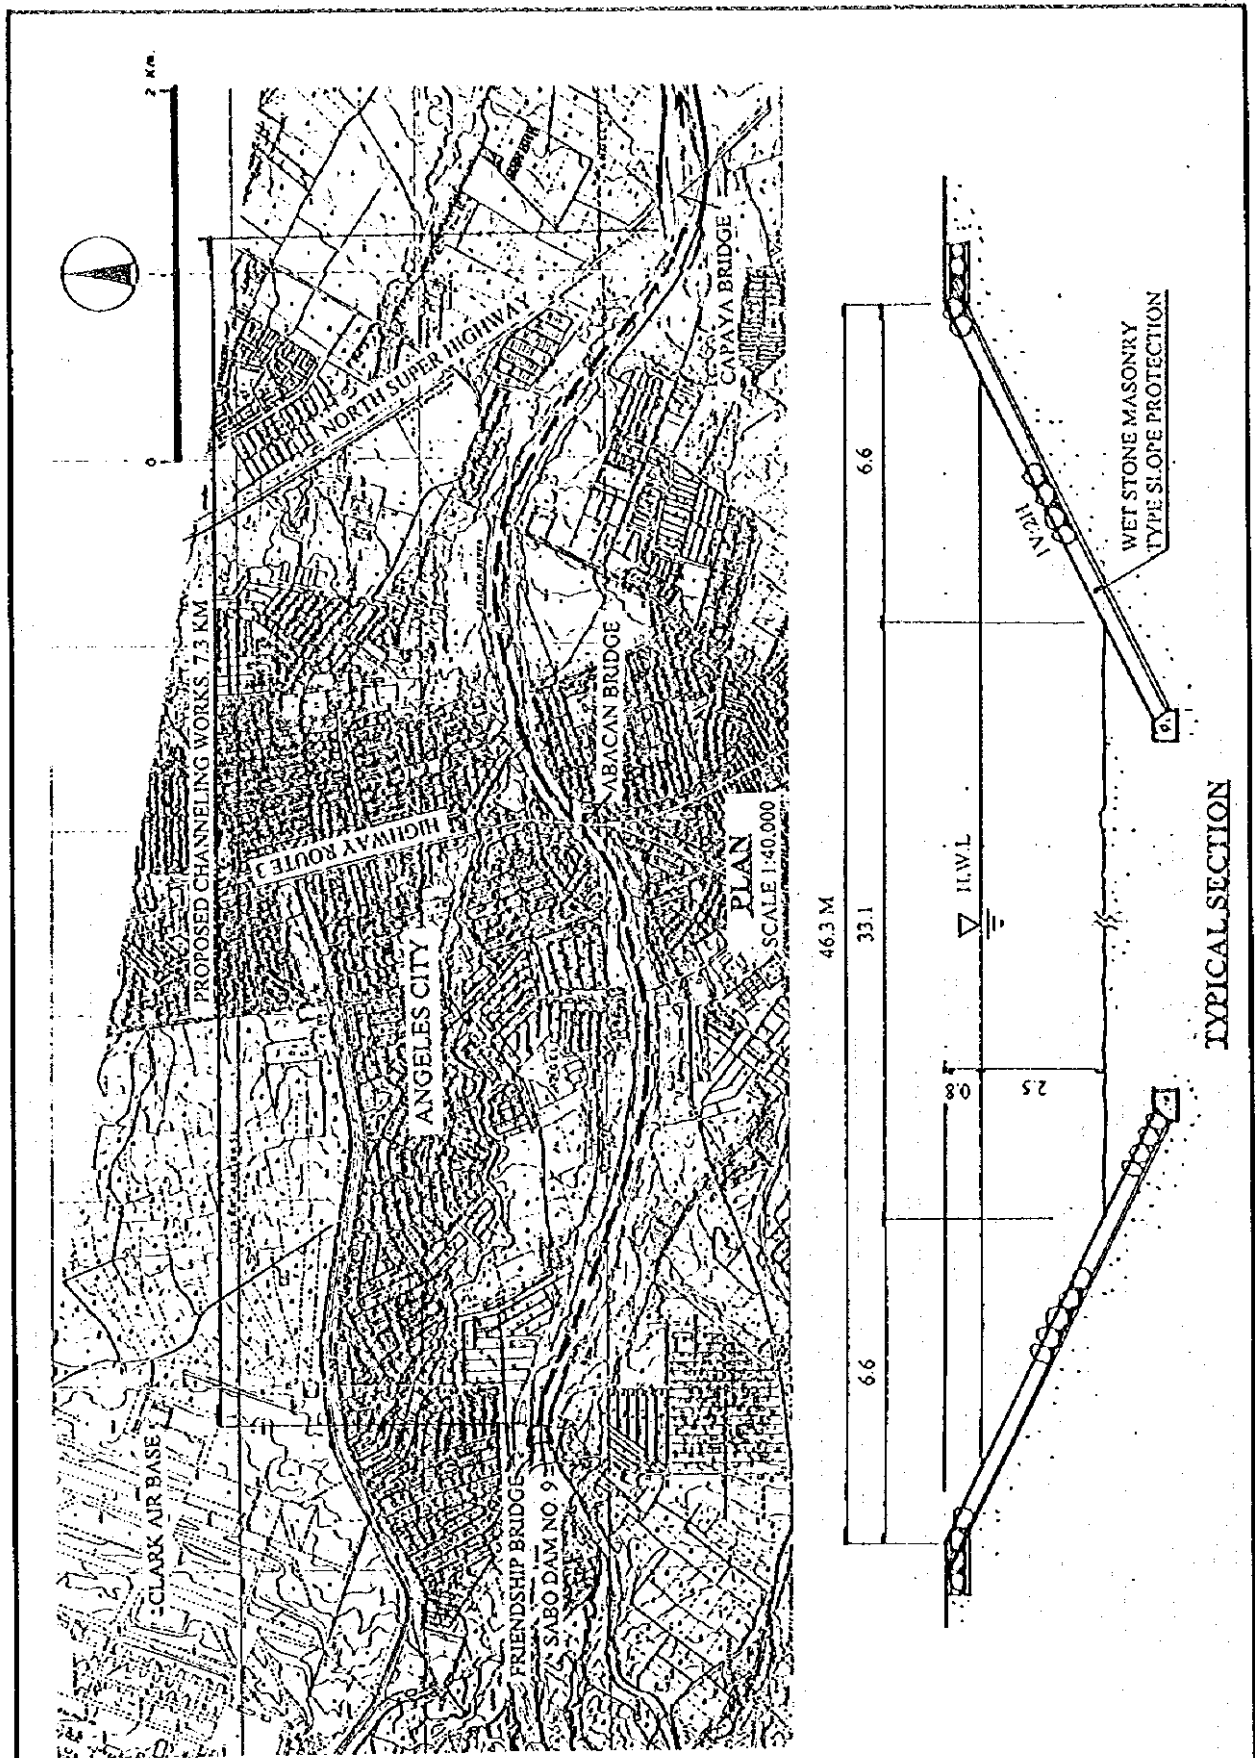 0
2 Km.
PROPOSED CHANNELING WORKS, 7.3 KM
CLARK AIR BASE
NORTH SUPER HIGHWAY
HIGHWAY ROUTE 3
ANGELES CITY
FRIENDSHIP BRIDGE
SABO DAM NO. 9
ABACAN BRIDGE
CAPAYA BRIDGE
PLAN
SCALE 1:40,000
46.3 M
6.6
33.1
6.6
H.W.L.
0.8
2.5
1V:2H
WET STONE MASONRY
TYPE SLOPE PROTECTION
TYPICAL SECTION